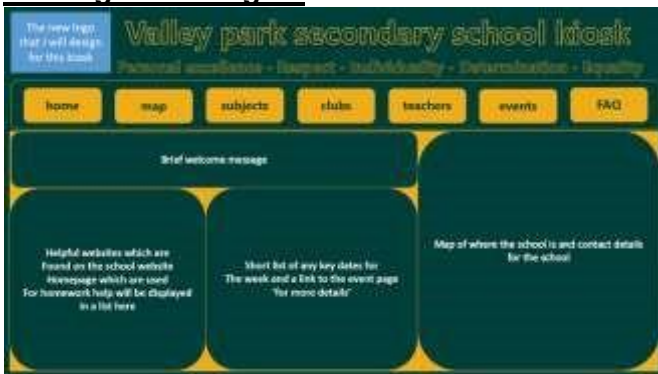 The new logo
that I will design
for this kiosk
Valley park secondary school kiosk
Personal excellence - Respect - Individuality - Determination - Equality
home
map
subjects
clubs
teachers
events
FAQ
Brief welcome message
Helpful websites which are
Found on the school website
Homepage which are used
For homework help will be displayed
in a list here
Short list of any key dates for
The week and a link to the event page
'for more details'
Map of where the school is and contact details
for the school